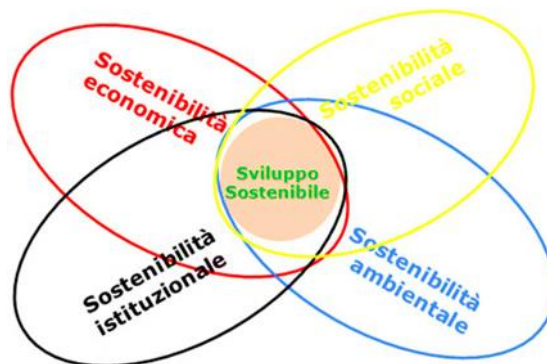 Sostenibilità
economica
Sostenibilità
sociale
Sviluppo
Sostenibile
Sostenibilità
istituzionale
Sostenibilità
ambientale